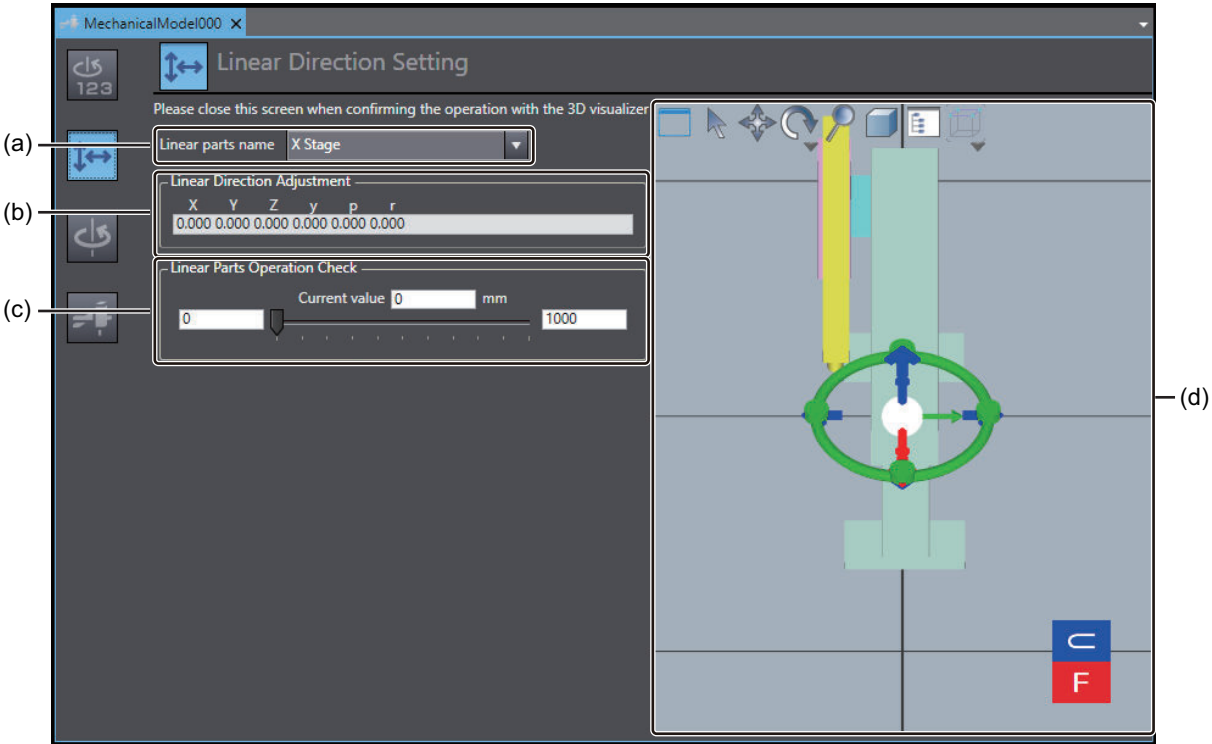 MechanicalModel000
123
Linear Direction Setting
Please close this screen when confirming the operation with the 3D visualizer
(a)
Linear parts name X Stage
(b)
Linear Direction Adjustment
X Y Z y p r
0.000 0.000 0.000 0.000 0.000 0.000
(c)
Linear Parts Operation Check
Current value 0 mm
0 1000
(d)
F